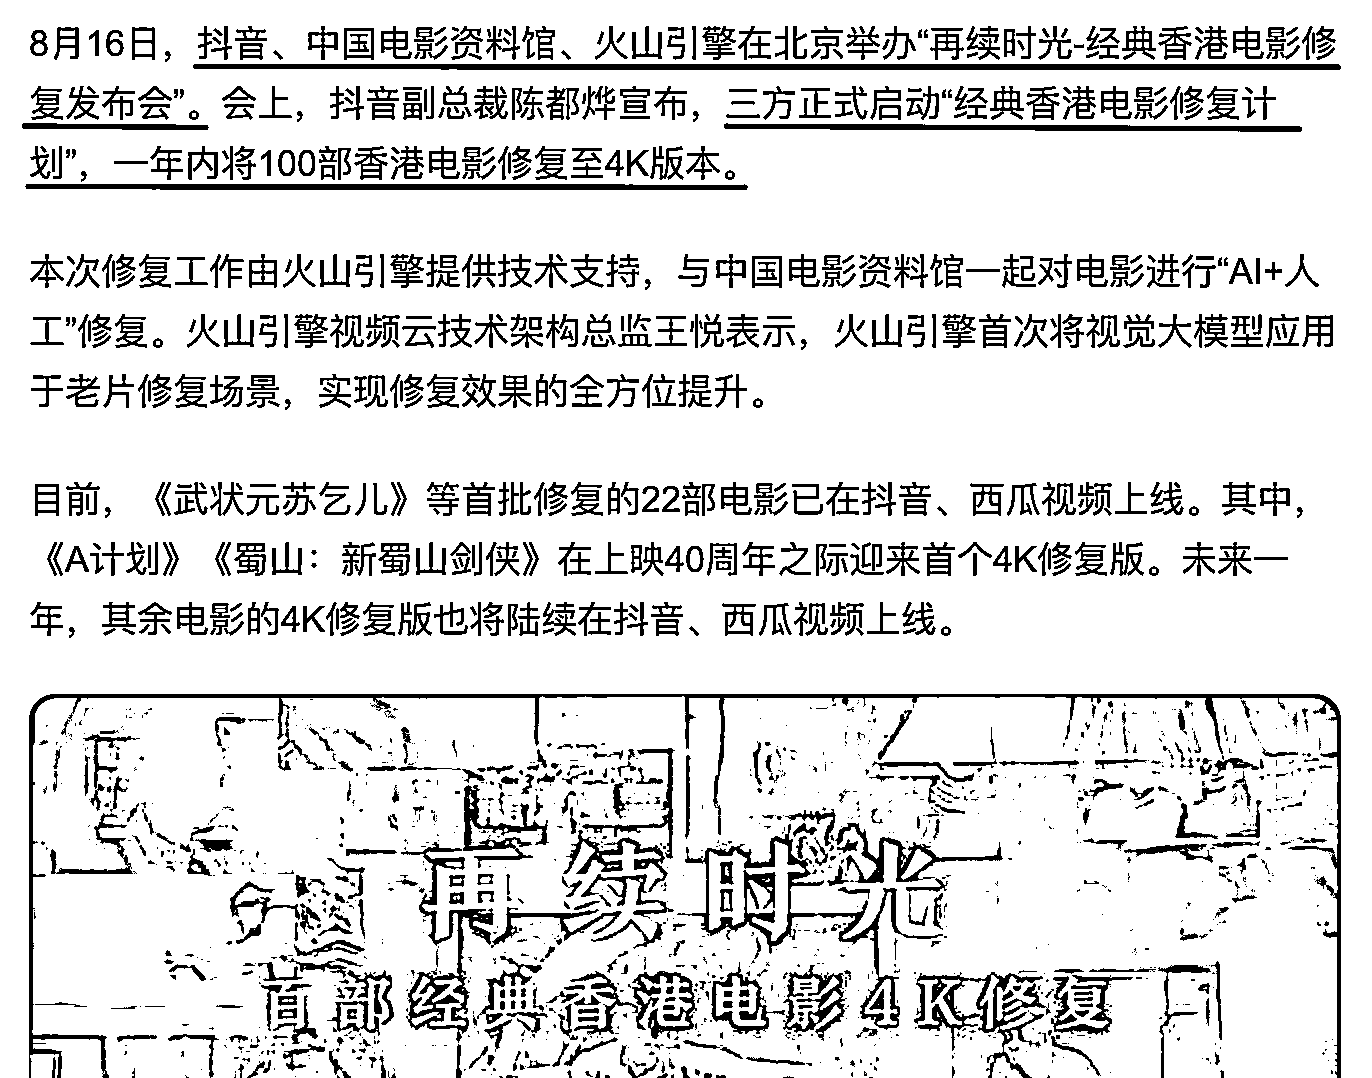 8月16日，抖音、中国电影资料馆、火山引擎在北京举办“再续时光-经典香港电影修
复发布会”。会上，抖音副总裁陈都烨宣布，三方正式启动“经典香港电影修复计
划”，一年内将100部香港电影修复至4K版本。
本次修复工作由火山引擎提供技术支持，与中国电影资料馆一起对电影进行“AI+人
工”修复。火山引擎视频云技术架构总监王悦表示，火山引擎首次将视觉大模型应用
于老片修复场景，实现修复效果的全方位提升。
目前，《武状元苏乞儿》等首批修复的22部电影已在抖音、西瓜视频上线。其中，
《A计划》《蜀山：新蜀山剑侠》在上映40周年之际迎来首个4K修复版。未来一
年，其余电影的4K修复版也将陆续在抖音、西瓜视频上线。
再续时光
百部经典香港电影4K修复